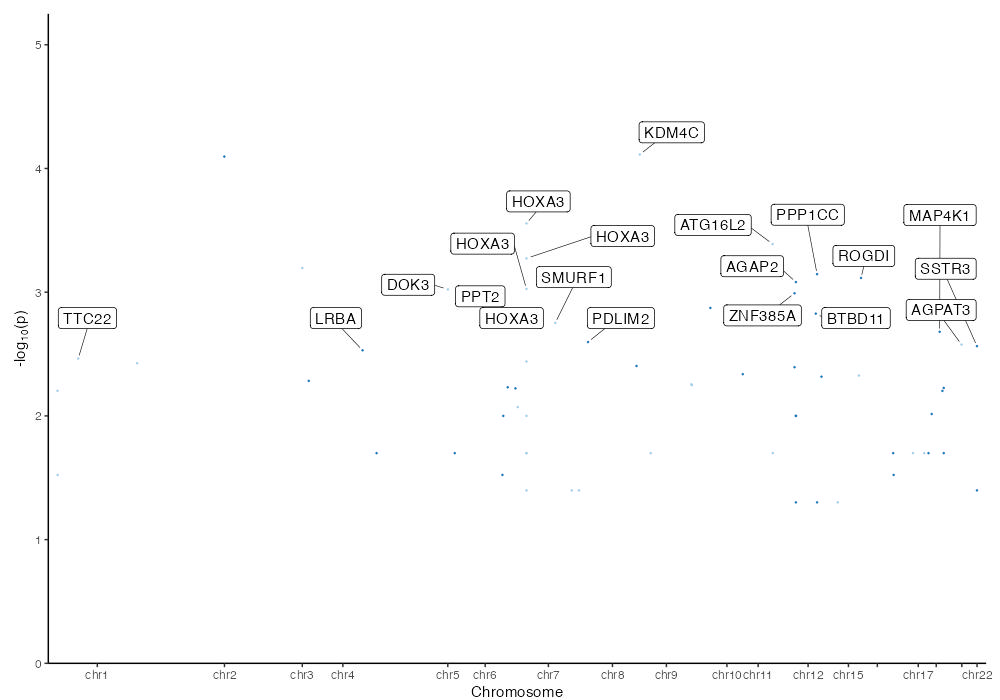 5
KDM4C
4
HOXA3
ATG16L2
PPP1CC
MAP4K1
HOXA3
HOXA3
ROGDI
AGAP2
SSTR3
DOK3
SMURF1
PPT2
3
AGPAT3
TTC22
LRBA
HOXA3
PDLIM2
ZNF385A
BTBD11
-log10(p)
2
1
0
chr1
chr2
chr3
chr4
chr5
chr6
chr7
chr8
chr9
chr10
chr11
chr12
chr15
chr17
chr22
Chromosome